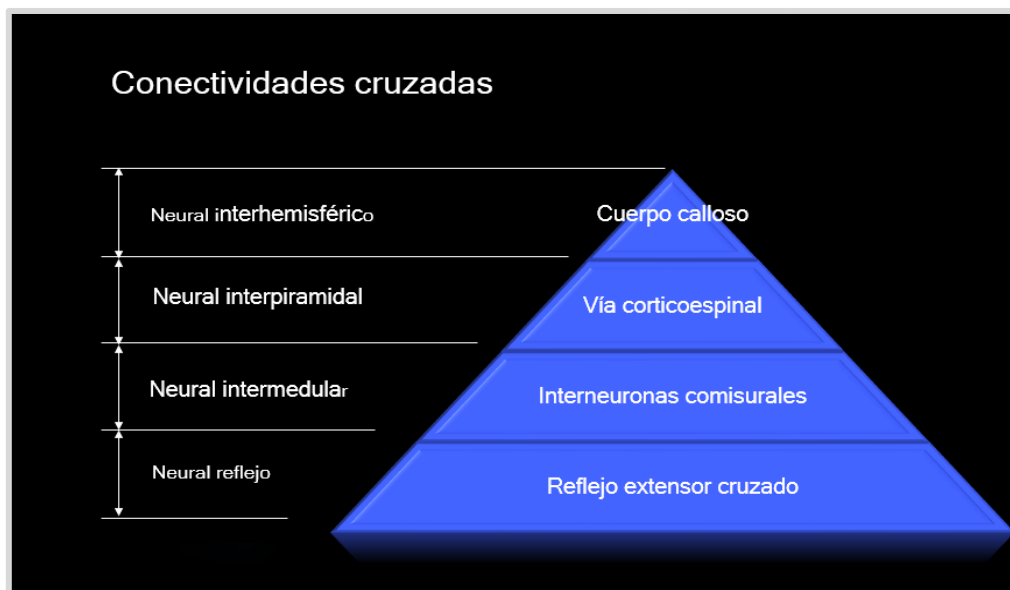 Conectividades cruzadas
Neural interhemisférico
Cuerpo calloso
Neural interpiramidal
Vía corticoespinal
Neural intermedular
Interneuronas comisurales
Neural reflejo
Reflejo extensor cruzado